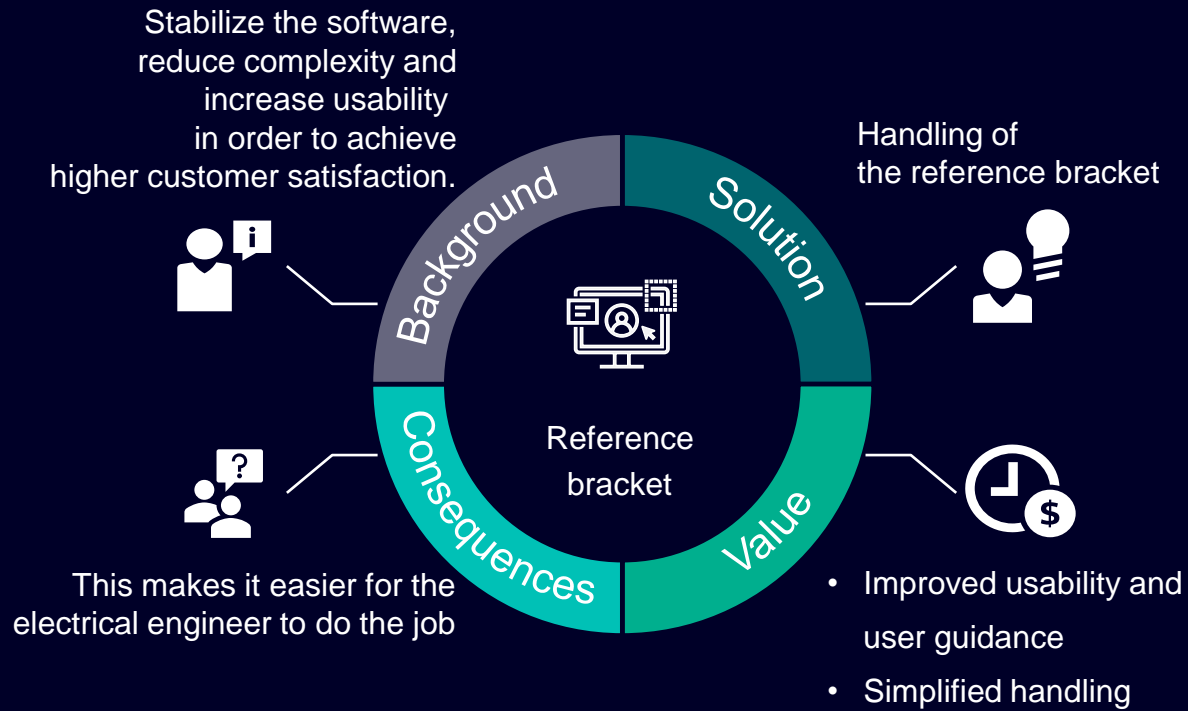 Stabilize the software,
reduce complexity and
increase usability
in order to achieve
higher customer satisfaction.
i
Background
Solution
Handling of
the reference bracket
Reference
bracket
?
Consequences
This makes it easier for the
electrical engineer to do the job
Value
$
• Improved usability and
user guidance
• Simplified handling